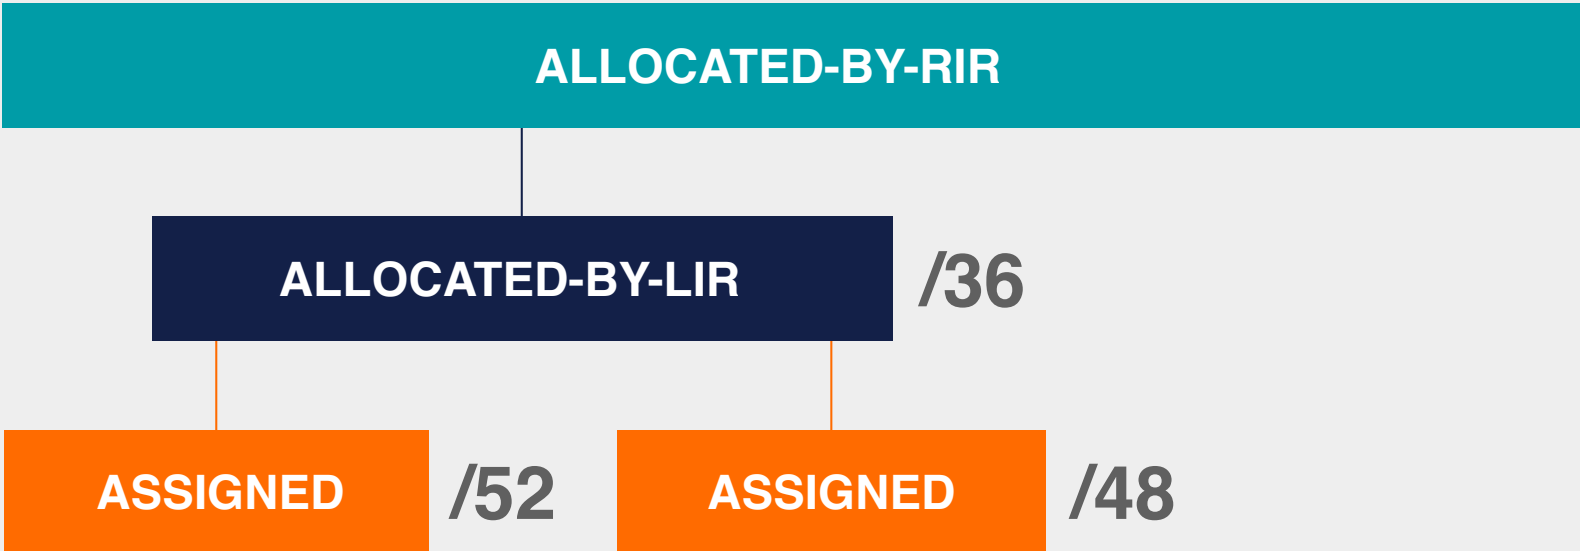 ALLOCATED-BY-RIR
ALLOCATED-BY-LIR /36
ASSIGNED /52 ASSIGNED /48